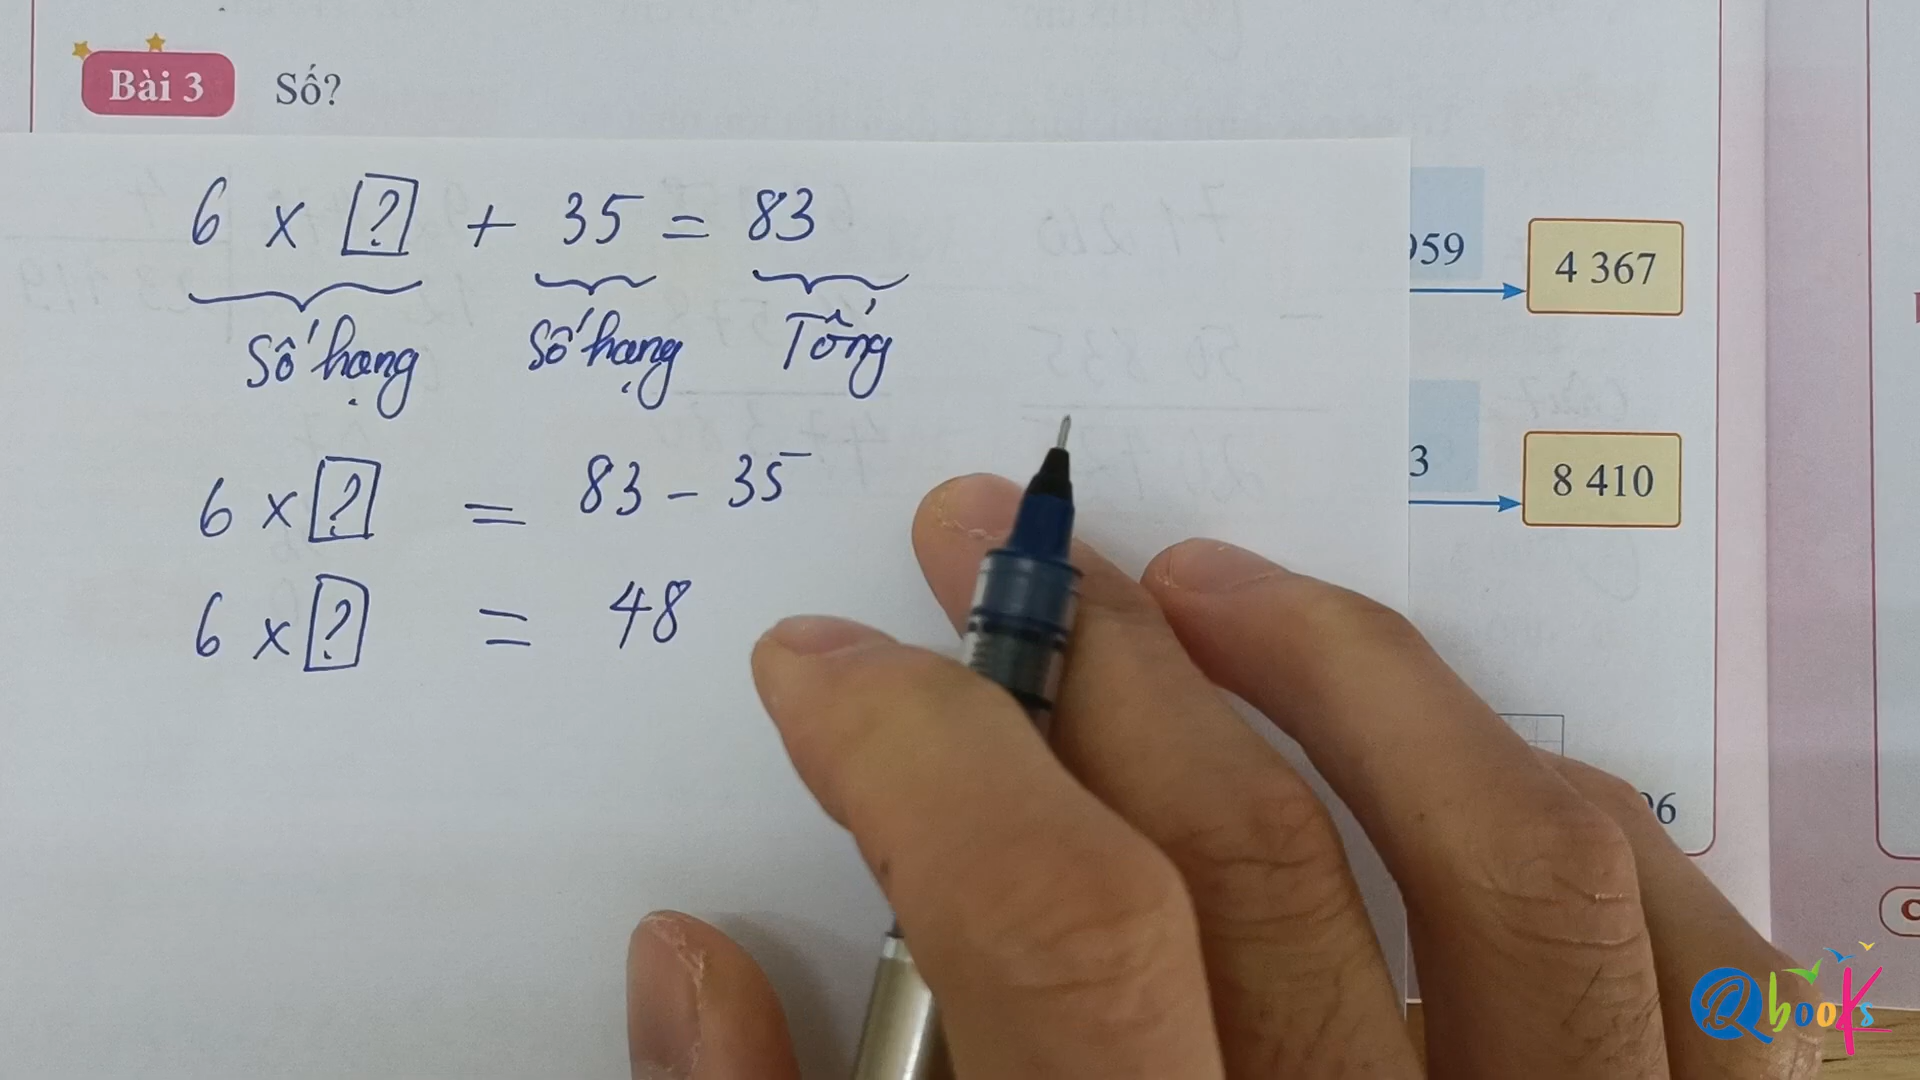 Bài 3 Số?
6 x ? + 35 = 83
Số hạng Số hạng Tổng
6 x ? = 83 - 35
6 x ? = 48
959
4 367
3
8 410
06
C
Qbooks